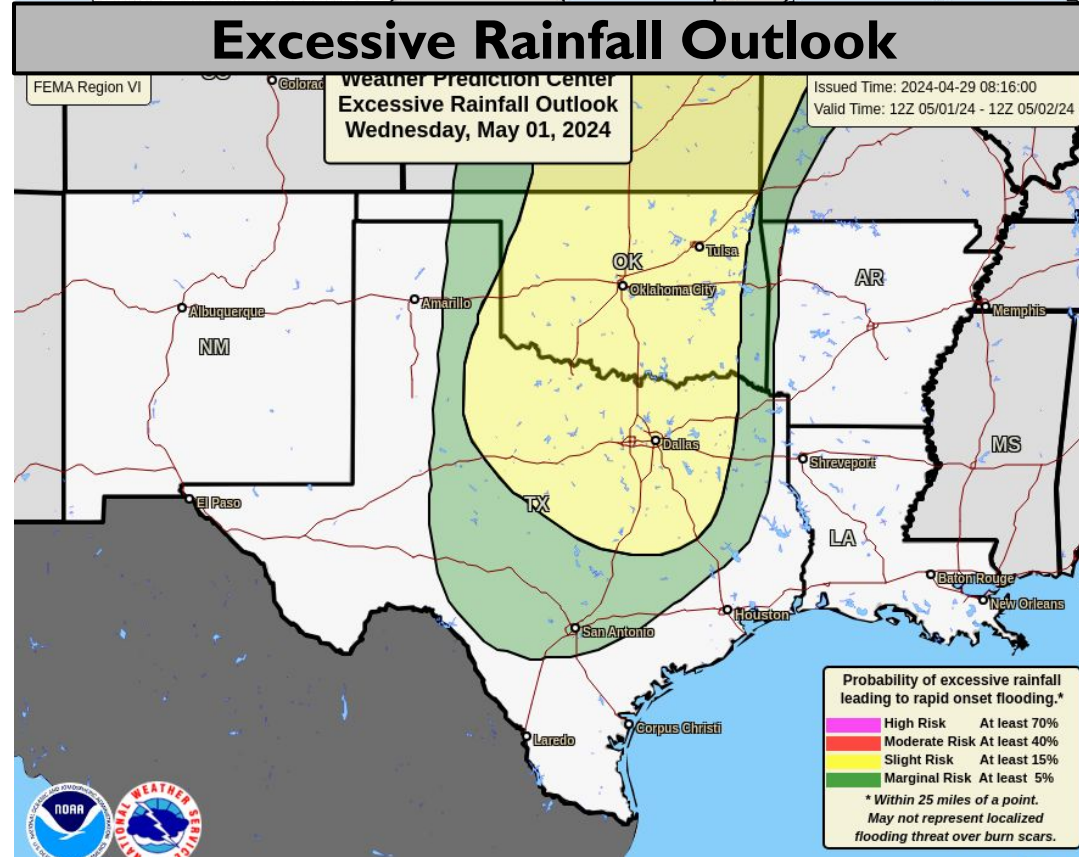 Excessive Rainfall Outlook
FEMA Region VI
Weather Prediction Center
Excessive Rainfall Outlook
Wednesday, May 01, 2024
Issued Time: 2024-04-29 08:16:00
Valid Time: 12Z 05/01/24 - 12Z 05/02/24
Tulsa
OK
Oklahoma City
AR
Amarillo
Albuquerque
Memphis
NM
Dallas
MS
Shreveport
El Paso
TX
LA
Baton Rouge
New Orleans
Houston
San Antonio
Corpus Christi
Laredo
Probability of excessive rainfall
leading to rapid onset flooding.*
High Risk At least 70%
Moderate Risk At least 40%
Slight Risk At least 15%
Marginal Risk At least 5%
* Within 25 miles of a point.
May not represent localized
flooding threat over burn scars.
NOAA
NATIONAL WEATHER SERVICE